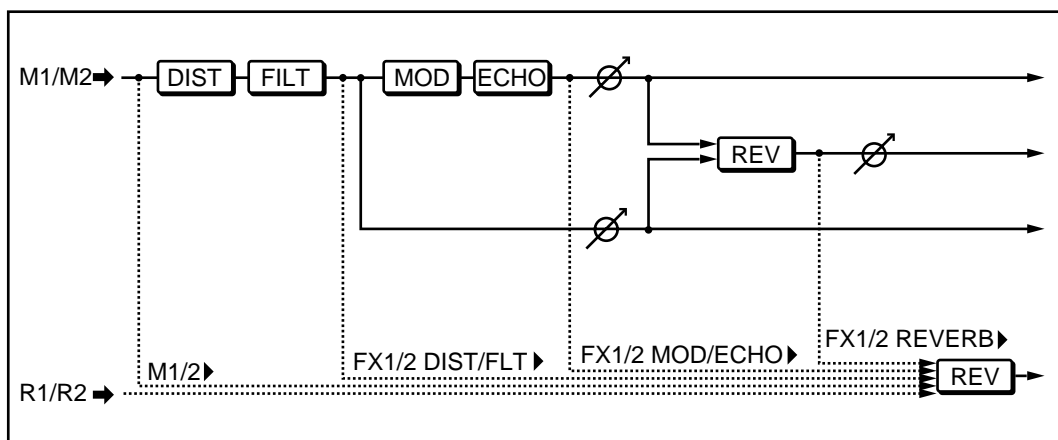 M1/M2
DIST
FILT
MOD
ECHO
REV
FX1/2 REVERB
M1/2
FX1/2 DIST/FLT
FX1/2 MOD/ECHO
REV
R1/R2